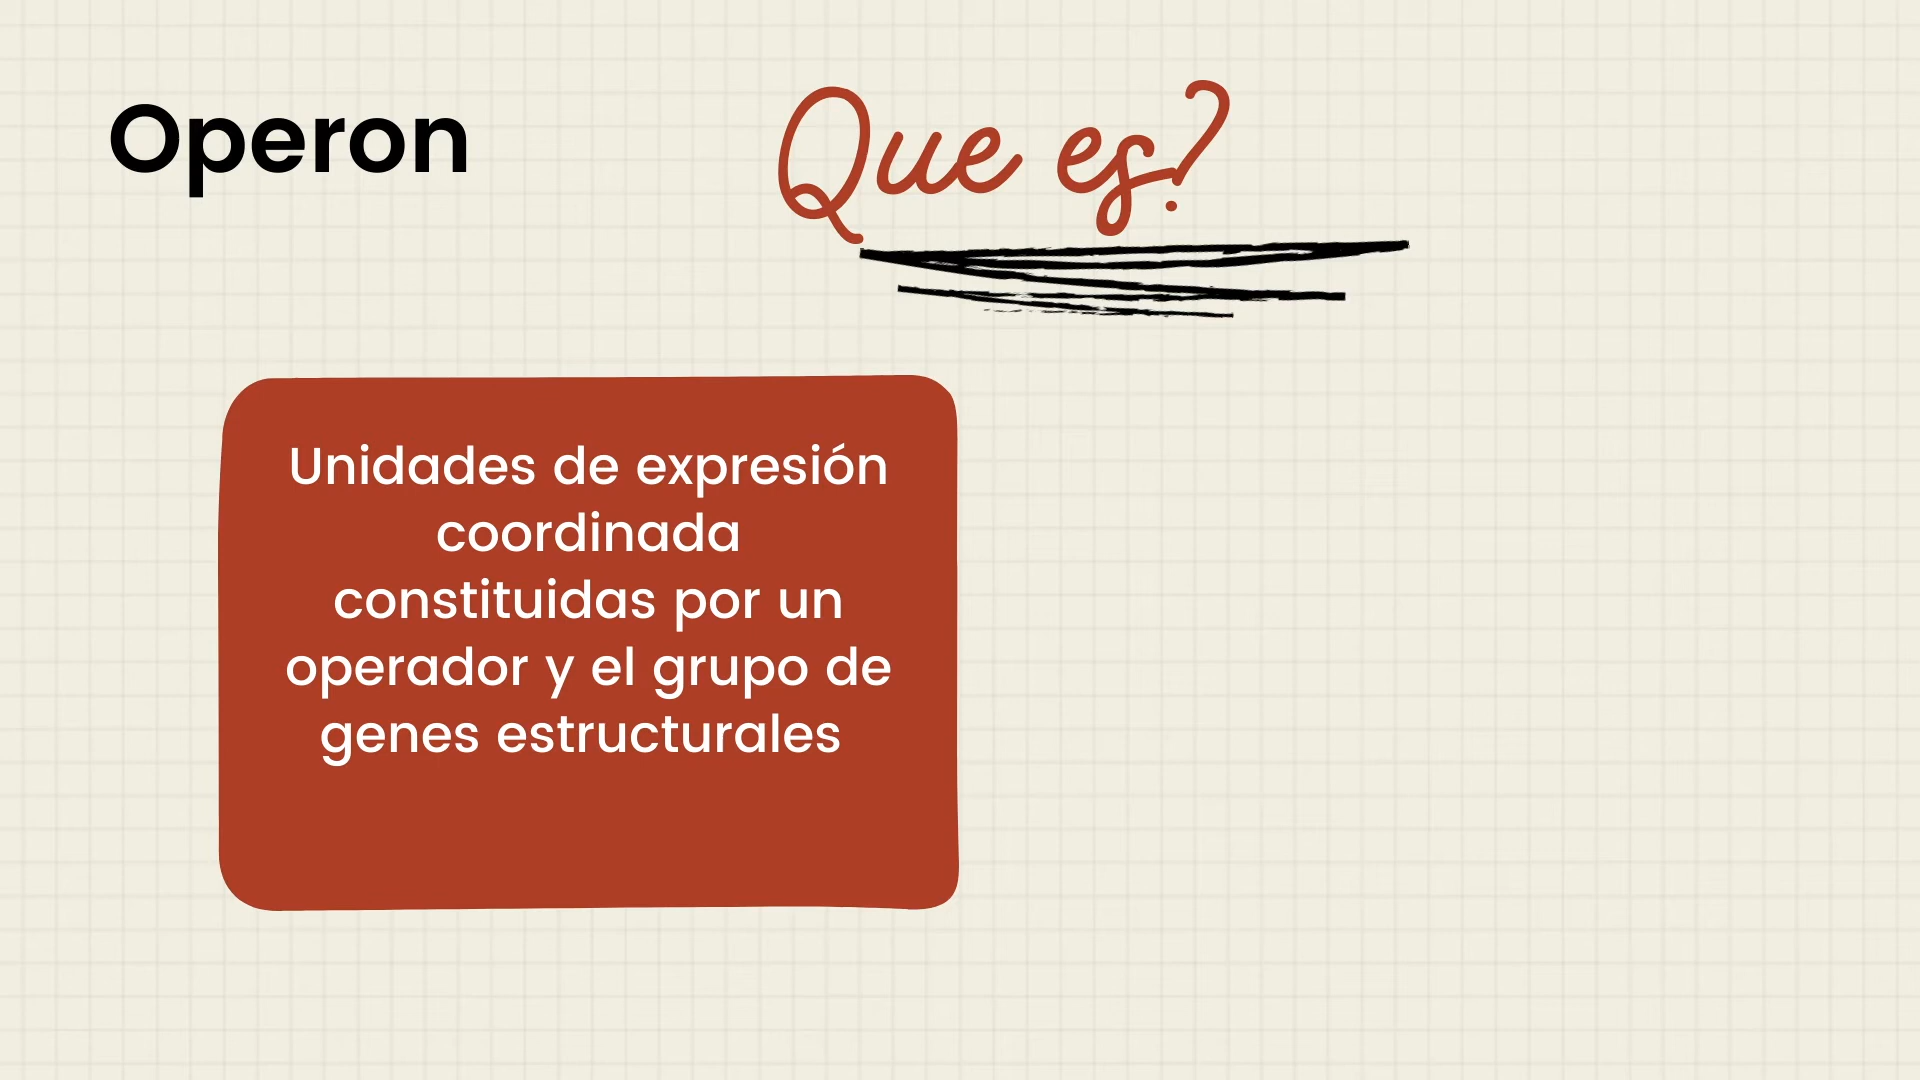 Operon
Que es?
Unidades de expresión
coordinada
constituidas por un
operador y el grupo de
genes estructurales